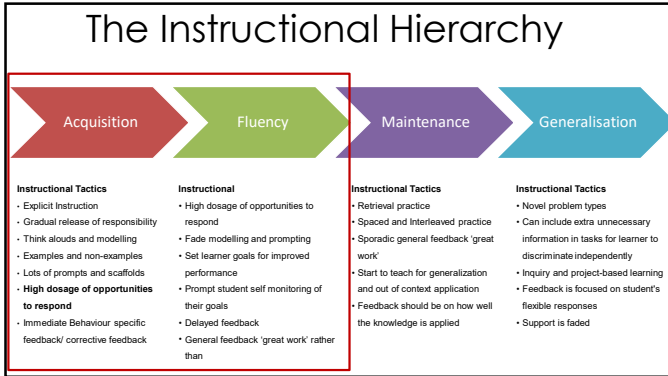 The Instructional Hierarchy
Acquisition
Fluency
Maintenance
Generalisation
Instructional Tactics
• Explicit Instruction
• Gradual release of responsibility
• Think alouds and modelling
• Examples and non-examples
• Lots of prompts and scaffolds
• High dosage of opportunities
to respond
• Immediate Behaviour specific
feedback/ corrective feedback
Instructional
• High dosage of opportunities to
respond
• Fade modelling and prompting
• Set learner goals for improved
performance
• Prompt student self monitoring of
their goals
• Delayed feedback
• General feedback ‘great work’ rather
than
Instructional Tactics
• Retrieval practice
• Spaced and Interleaved practice
• Sporadic general feedback ‘great
work’
• Start to teach for generalization
and out of context application
• Feedback should be on how well
the knowledge is applied
Instructional Tactics
• Novel problem types
• Can include extra unnecessary
information in tasks for learner to
discriminate independently
• Inquiry and project-based learning
• Feedback is focused on student's
flexible responses
• Support is faded